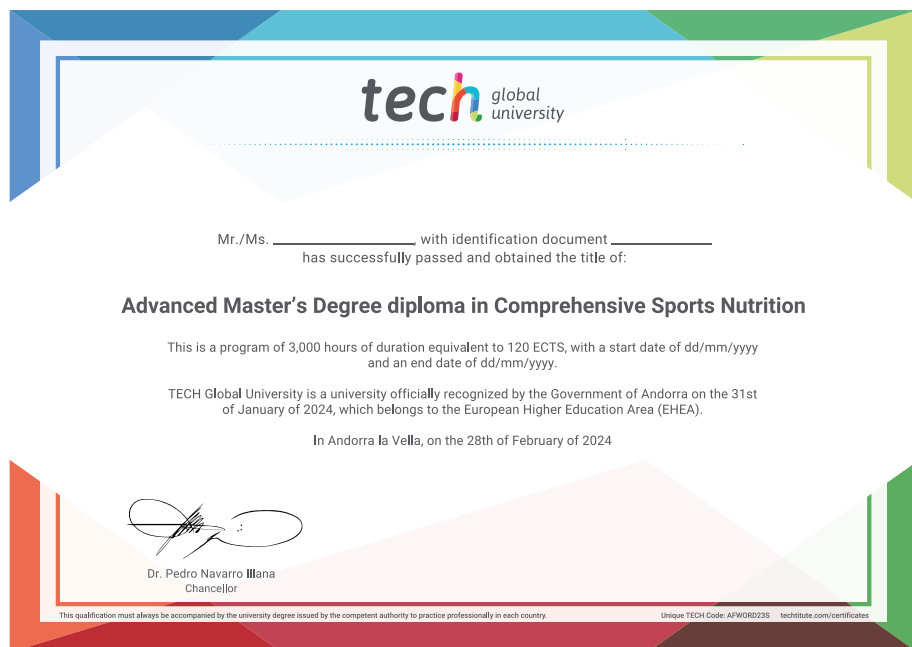 tech global
university
Mr./Ms. ______________, with identification document __________
has successfully passed and obtained the title of:
Advanced Master's Degree diploma in Comprehensive Sports Nutrition
This is a program of 3,000 hours of duration equivalent to 120 ECTS, with a start date of dd/mm/yyyy
and an end date of dd/mm/yyyy.
TECH Global University is a university officially recognized by the Government of Andorra on the 31st
of January of 2024, which belongs to the European Higher Education Area (EHEA).
In Andorra la Vella, on the 28th of February of 2024
Dr. Pedro Navarro Illana
Chancellor
This qualification must always be accompanied by the university degree issued by the competent authority to practice professionally in each country.
Unique TECH Code: AFWORD23S techtitute.com/certificates